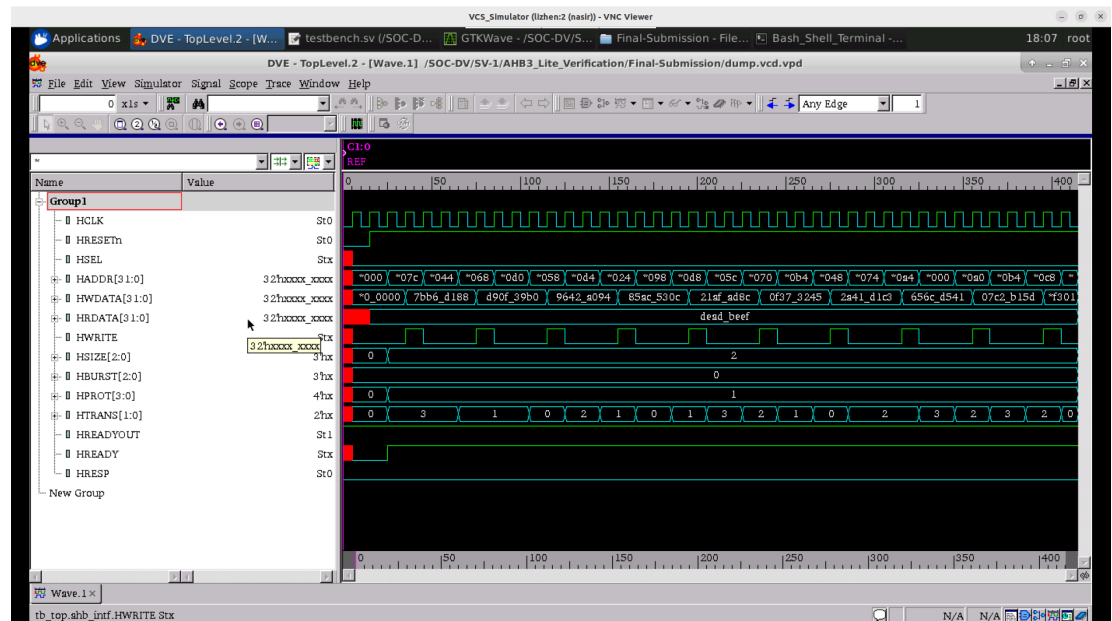 VCS_Simulator (lizhen:2 (nasir)) - VNC Viewer
Applications DVE - TopLevel.2 - [W... testbench.sv (/SOC-D... GTKWave - /SOC-DV/S... Final-Submission - File... Bash_Shell_Terminal -... 18:07 root
dve DVE - TopLevel.2 - [Wave.1] /SOC-DV/SV-1/AHB3_Lite_Verification/Final-Submission/dump.vcd.vpd
File Edit View Simulator Signal Scope Trace Window Help
0 x1s Any Edge 1
C1:0
* REF
Name Value 0 50 100 150 200 250 300 350 400
Group1
HCLK St0
HRESETn St0
HSEL Stx
HADDR[31:0] 32'hxxxx_xxxx *000 *07c *044 *068 *0d0 *058 *0d4 *024 *098 *0d8 *05c *070 *0b4 *048 *074 *0a4 *000 *0a0 *0b4 *0c8 *
HWDATA[31:0] 32'hxxxx_xxxx *0_0000 7bb6_d188 d90f_39b0 9642_a094 85ac_530c 21af_ad8c 0f37_3245 2a41_d1c3 656c_d541 07c2_b15d *f301
HRDATA[31:0] 32'hxxxx_xxxx dead_beef
HWRITE Stx
32'hxxxx_xxxx
HSIZE[2:0] 3'hx 0 2
HBURST[2:0] 3'hx 0
HPROT[3:0] 4'hx 0 1
HTRANS[1:0] 2'hx 0 3 1 0 2 1 0 1 3 2 1 0 2 3 2 3 2 0
HREADYOUT St1
HREADY Stx
HRESP St0
New Group
0 50 100 150 200 250 300 350 400
Wave.1
tb_top.ahb_intf.HWRITE Stx N/A N/A